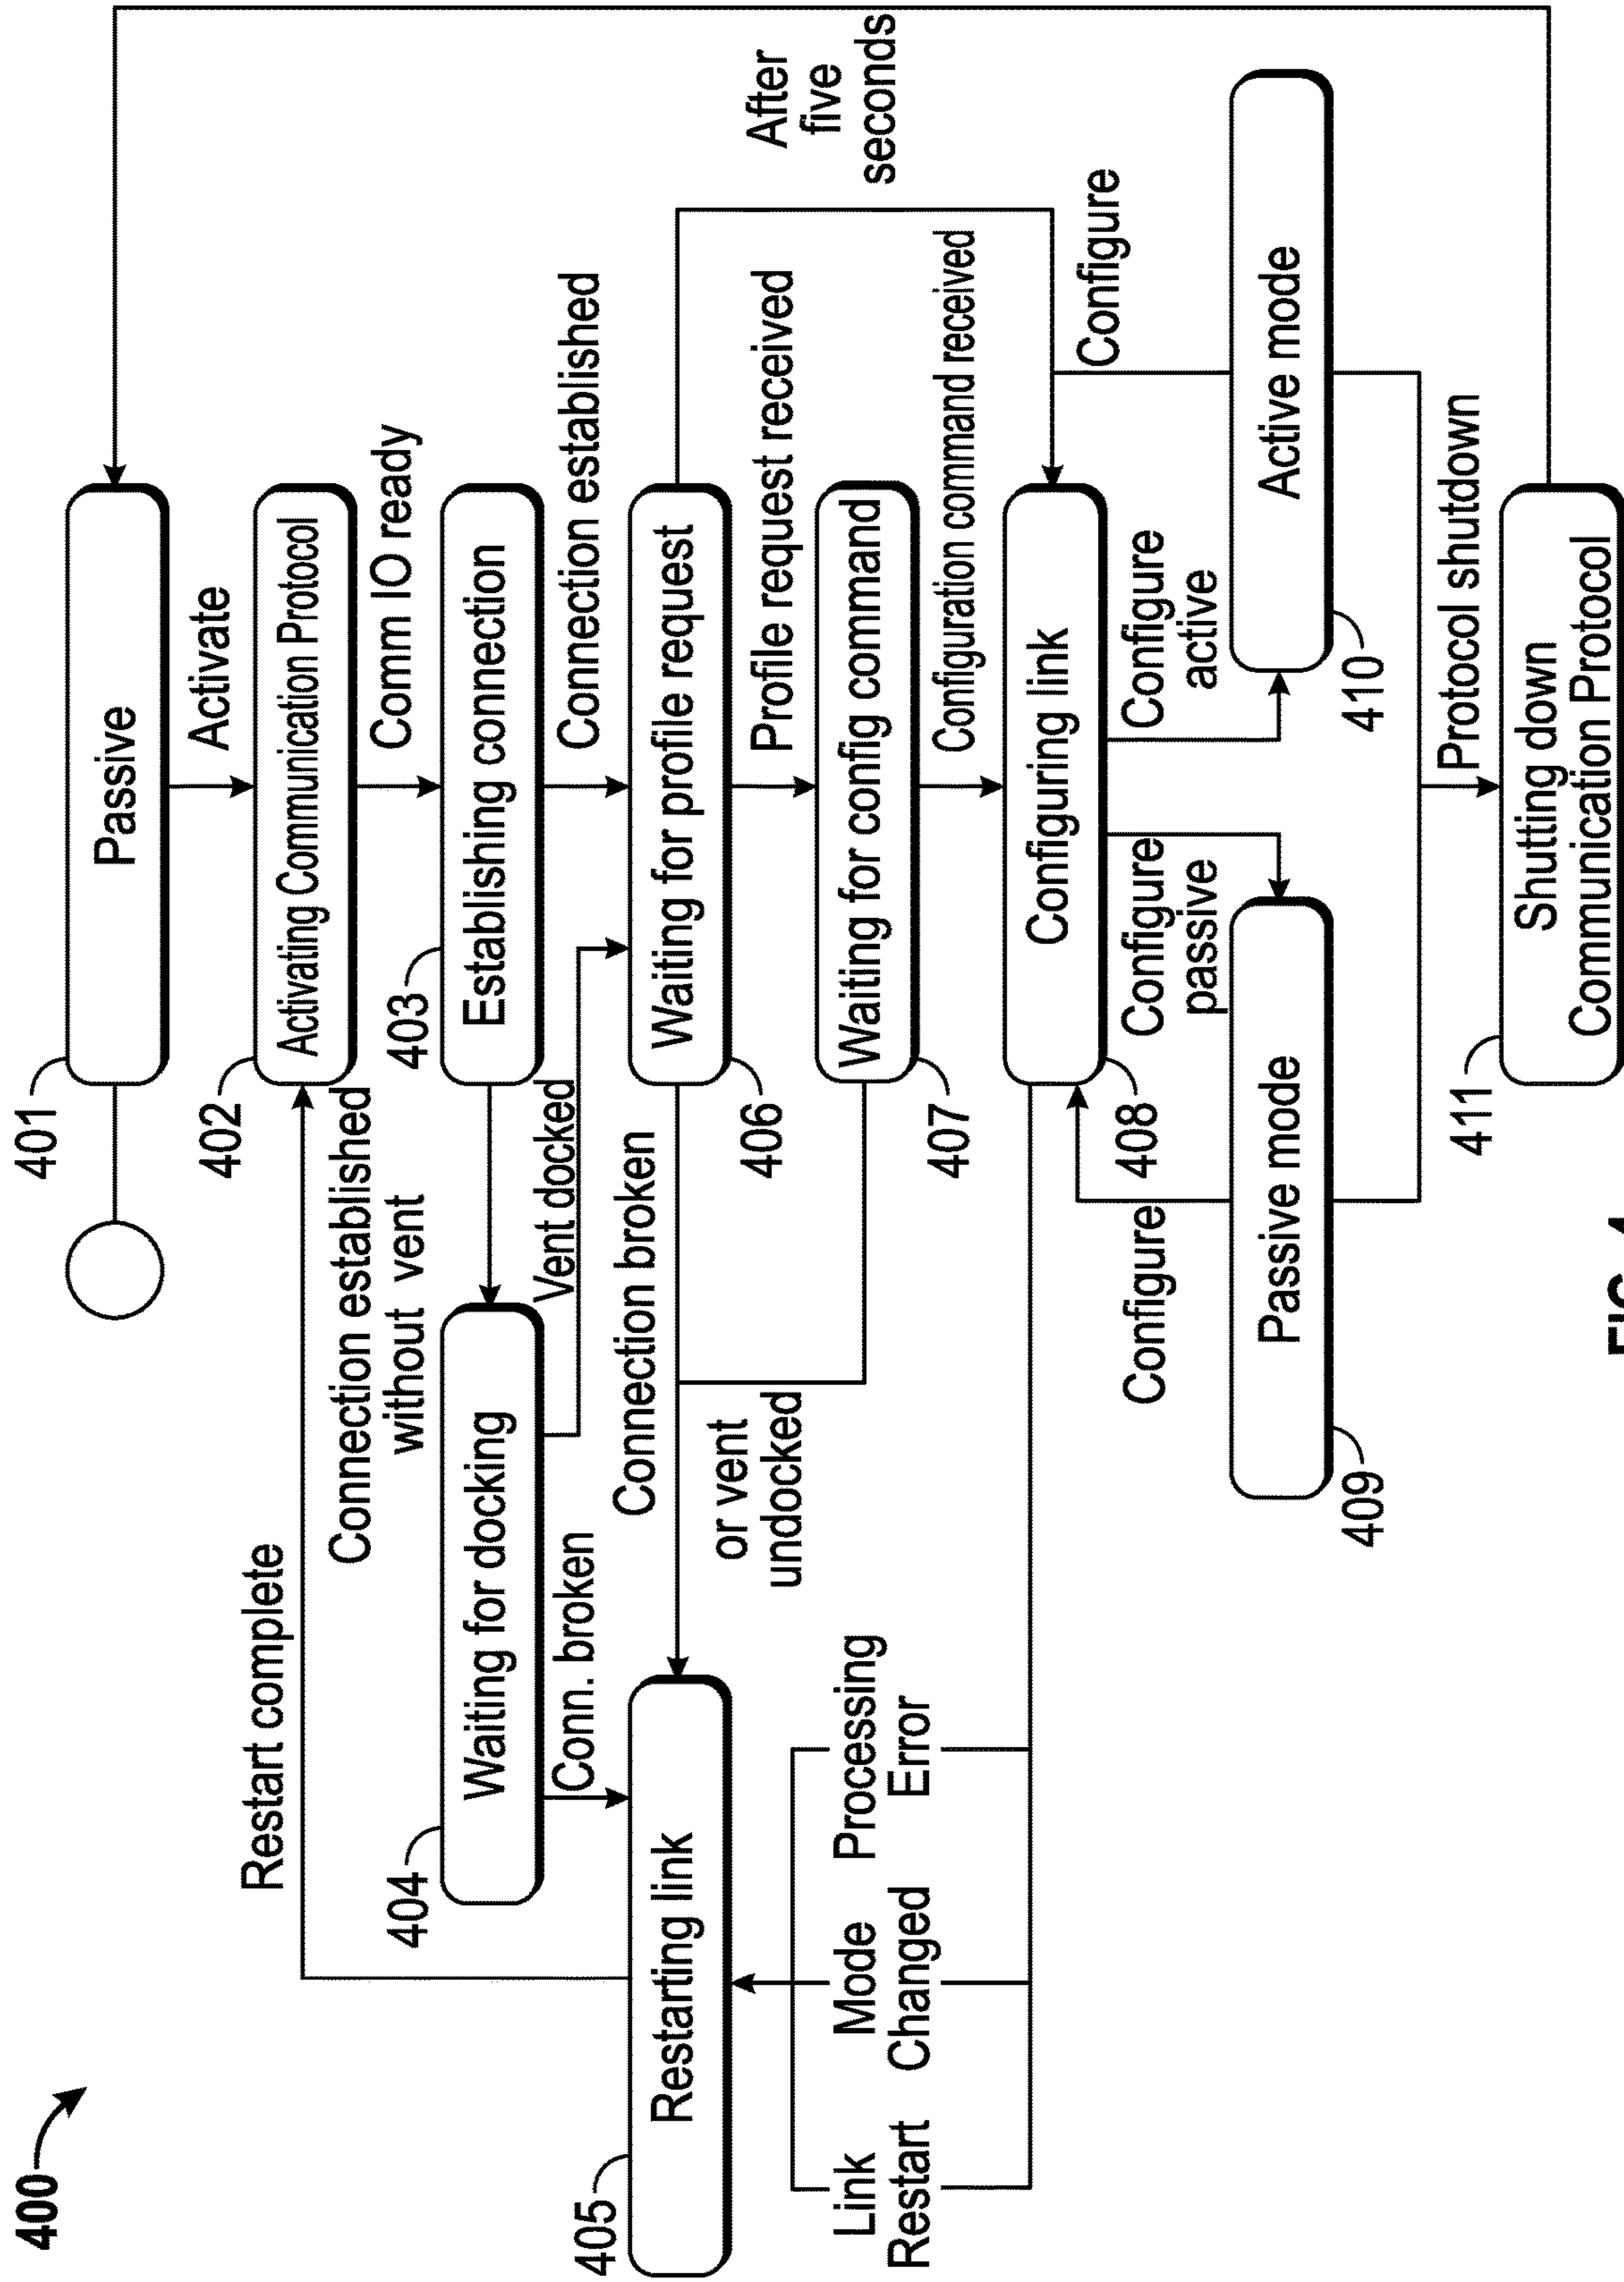 400
401
Passive
Activate
402
Activating Communication Protocol
Restart complete
Connection established
without vent
Comm IO ready
403
Establishing connection
404
Waiting for docking
Vent docked
Conn. broken
Connection established
405
Restarting link
Connection broken
or vent
undocked
406
Waiting for profile request
After
five
seconds
Profile request received
407
Waiting for config command
Configuration command received
Link
Restart
Mode
Changed
Processing
Error
408
Configuring link
Configure
Configure
passive
Configure
active
Configure
409
Passive mode
410
Active mode
Protocol shutdown
411
Shutting down
Communication Protocol